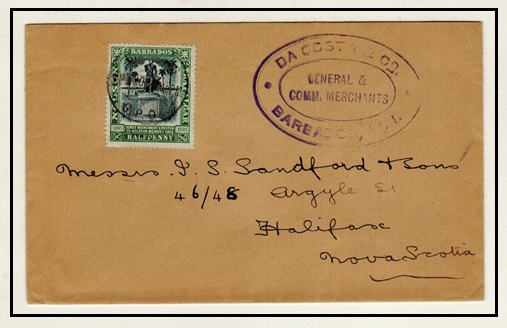 BARBADOS
HALFPENNY
G.P.O.
DA COSTA & CO.
GENERAL &
COMM. MERCHANTS
BARBADOS, W.I.
Messrs I. S. Sandford & Sons
46/48 Argyle St
Halifax
Nova Scotia